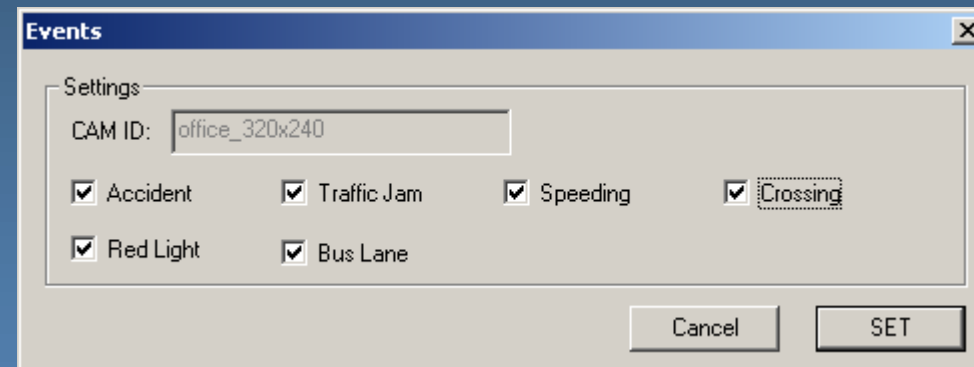 Events
Settings
CAM ID: office_320x240
Accident Traffic Jam Speeding Crossing
Red Light Bus Lane
Cancel SET